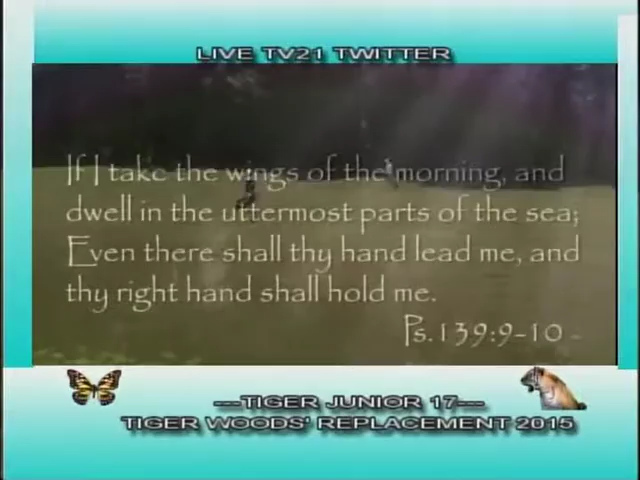 LIVE TV21 TWITTER
If I take the wings of the morning, and
dwell in the uttermost parts of the sea;
Even there shall thy hand lead me, and
thy right hand shall hold me.
Ps.139:9-10 -
---TIGER JUNIOR 17---
TIGER WOODS' REPLACEMENT 2015